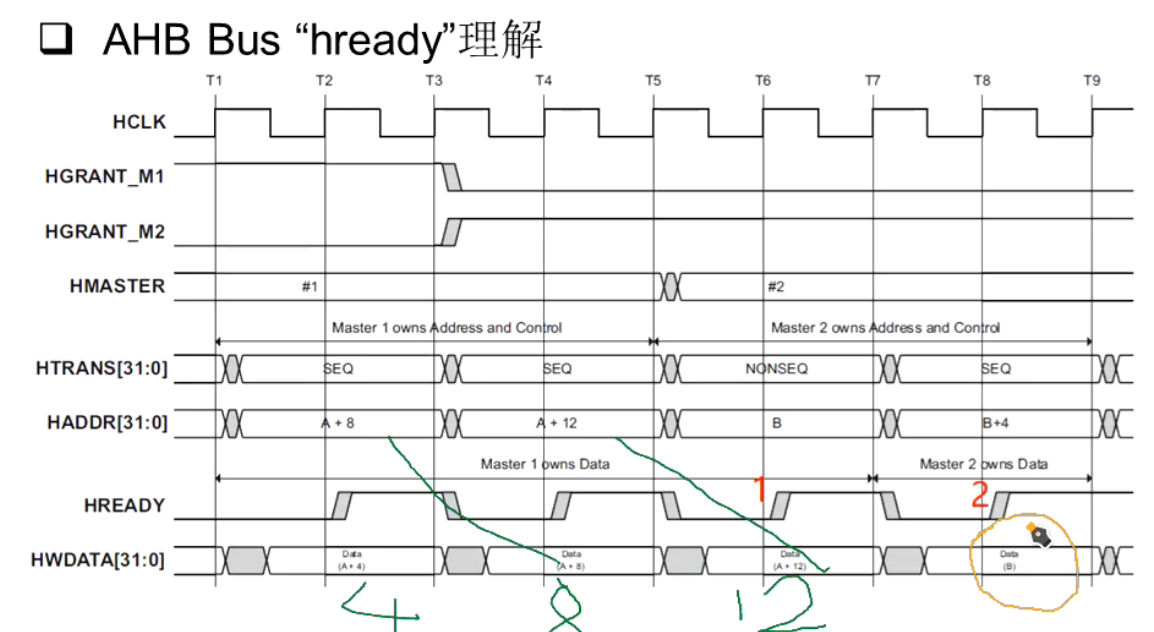 AHB Bus “hready”理解
T1 T2 T3 T4 T5 T6 T7 T8 T9
HCLK
HGRANT_M1
HGRANT_M2
HMASTER #1 #2
Master 1 owns Address and Control Master 2 owns Address and Control
HTRANS[31:0] SEQ SEQ NONSEQ SEQ
HADDR[31:0] A + 8 A + 12 B B+4
Master 1 owns Data Master 2 owns Data
1 2
HREADY
HWDATA[31:0] Data Data Data Data
(A + 4) (A + 8) (A + 12) (B)
4 8 12